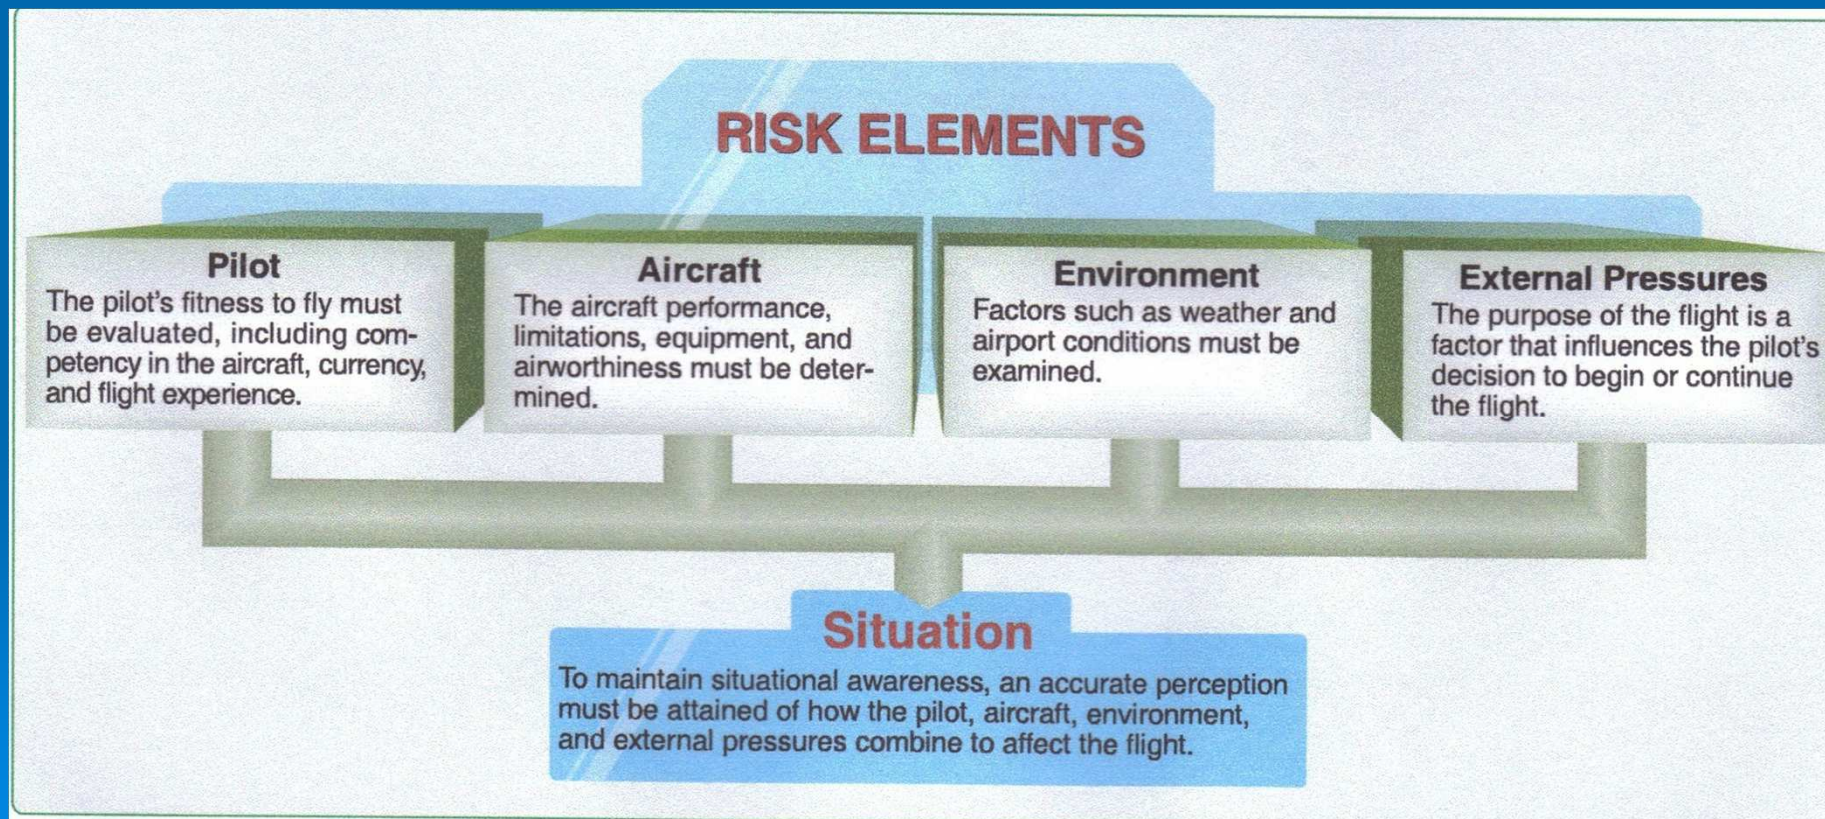 RISK ELEMENTS
Pilot
The pilot's fitness to fly must
be evaluated, including com-
petency in the aircraft, currency,
and flight experience.
Aircraft
The aircraft performance,
limitations, equipment, and
airworthiness must be deter-
mined.
Environment
Factors such as weather and
airport conditions must be
examined.
External Pressures
The purpose of the flight is a
factor that influences the pilot's
decision to begin or continue
the flight.
Situation
To maintain situational awareness, an accurate perception
must be attained of how the pilot, aircraft, environment,
and external pressures combine to affect the flight.